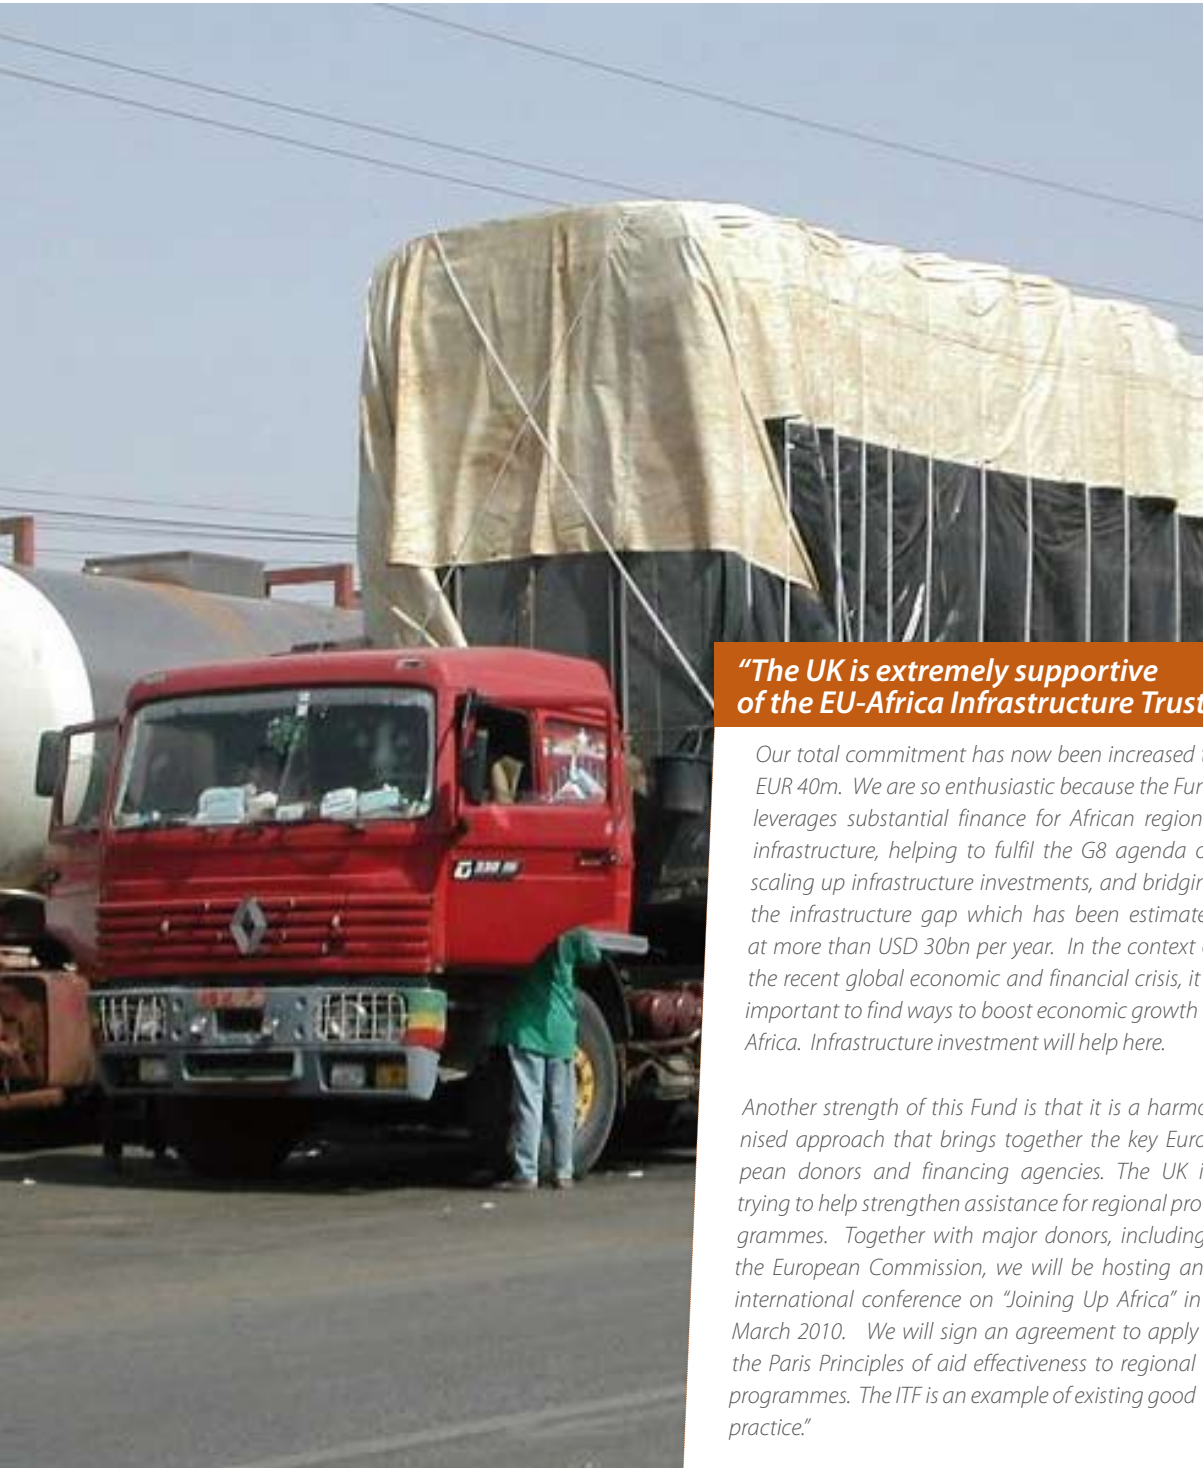 “The UK is extremely supportive
of the EU-Africa Infrastructure Trust
Our total commitment has now been increased
EUR 40m. We are so enthusiastic because the Fun
leverages substantial finance for African region
infrastructure, helping to fulfil the G8 agenda o
scaling up infrastructure investments, and bridgin
the infrastructure gap which has been estimate
at more than USD 30bn per year. In the context
the recent global economic and financial crisis, it
important to find ways to boost economic growth
Africa. Infrastructure investment will help here.
Another strength of this Fund is that it is a harmo
nised approach that brings together the key Euro
pean donors and financing agencies. The UK i
trying to help strengthen assistance for regional pro
grammes. Together with major donors, including
the European Commission, we will be hosting an
international conference on “Joining Up Africa” in
March 2010. We will sign an agreement to apply
the Paris Principles of aid effectiveness to regional
programmes. The ITF is an example of existing good
practice.”